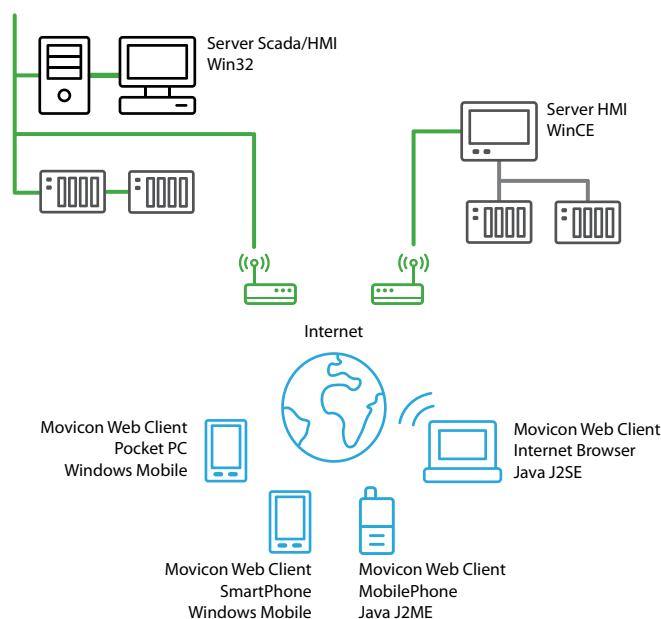 Server Scada/HMI
Win32
Server HMI
WinCE
Internet
Movicon Web Client
Pocket PC
Windows Mobile
Movicon Web Client
Internet Browser
Java J2SE
Movicon Web Client
SmartPhone
Windows Mobile
Movicon Web Client
MobilePhone
Java J2ME